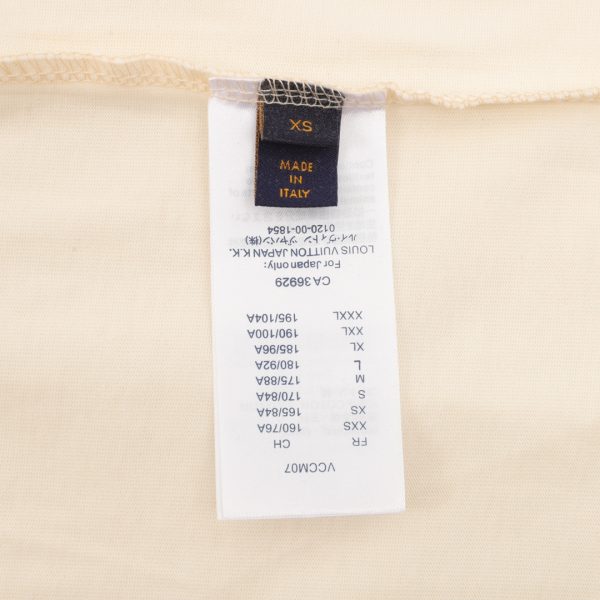 XS
MADE
IN
ITALY
VCCM07
FR CH
XXS 160/76A
XS 165/84A
S 170/84A
M 175/88A
L 180/92A
XL 185/96A
XXL 190/100A
XXXL 195/104A
CA 36929
For Japan only:
LOUIS VUITTON JAPAN K.K.
ルイ・ヴィトン ジャパン(株)
0120-00-1854